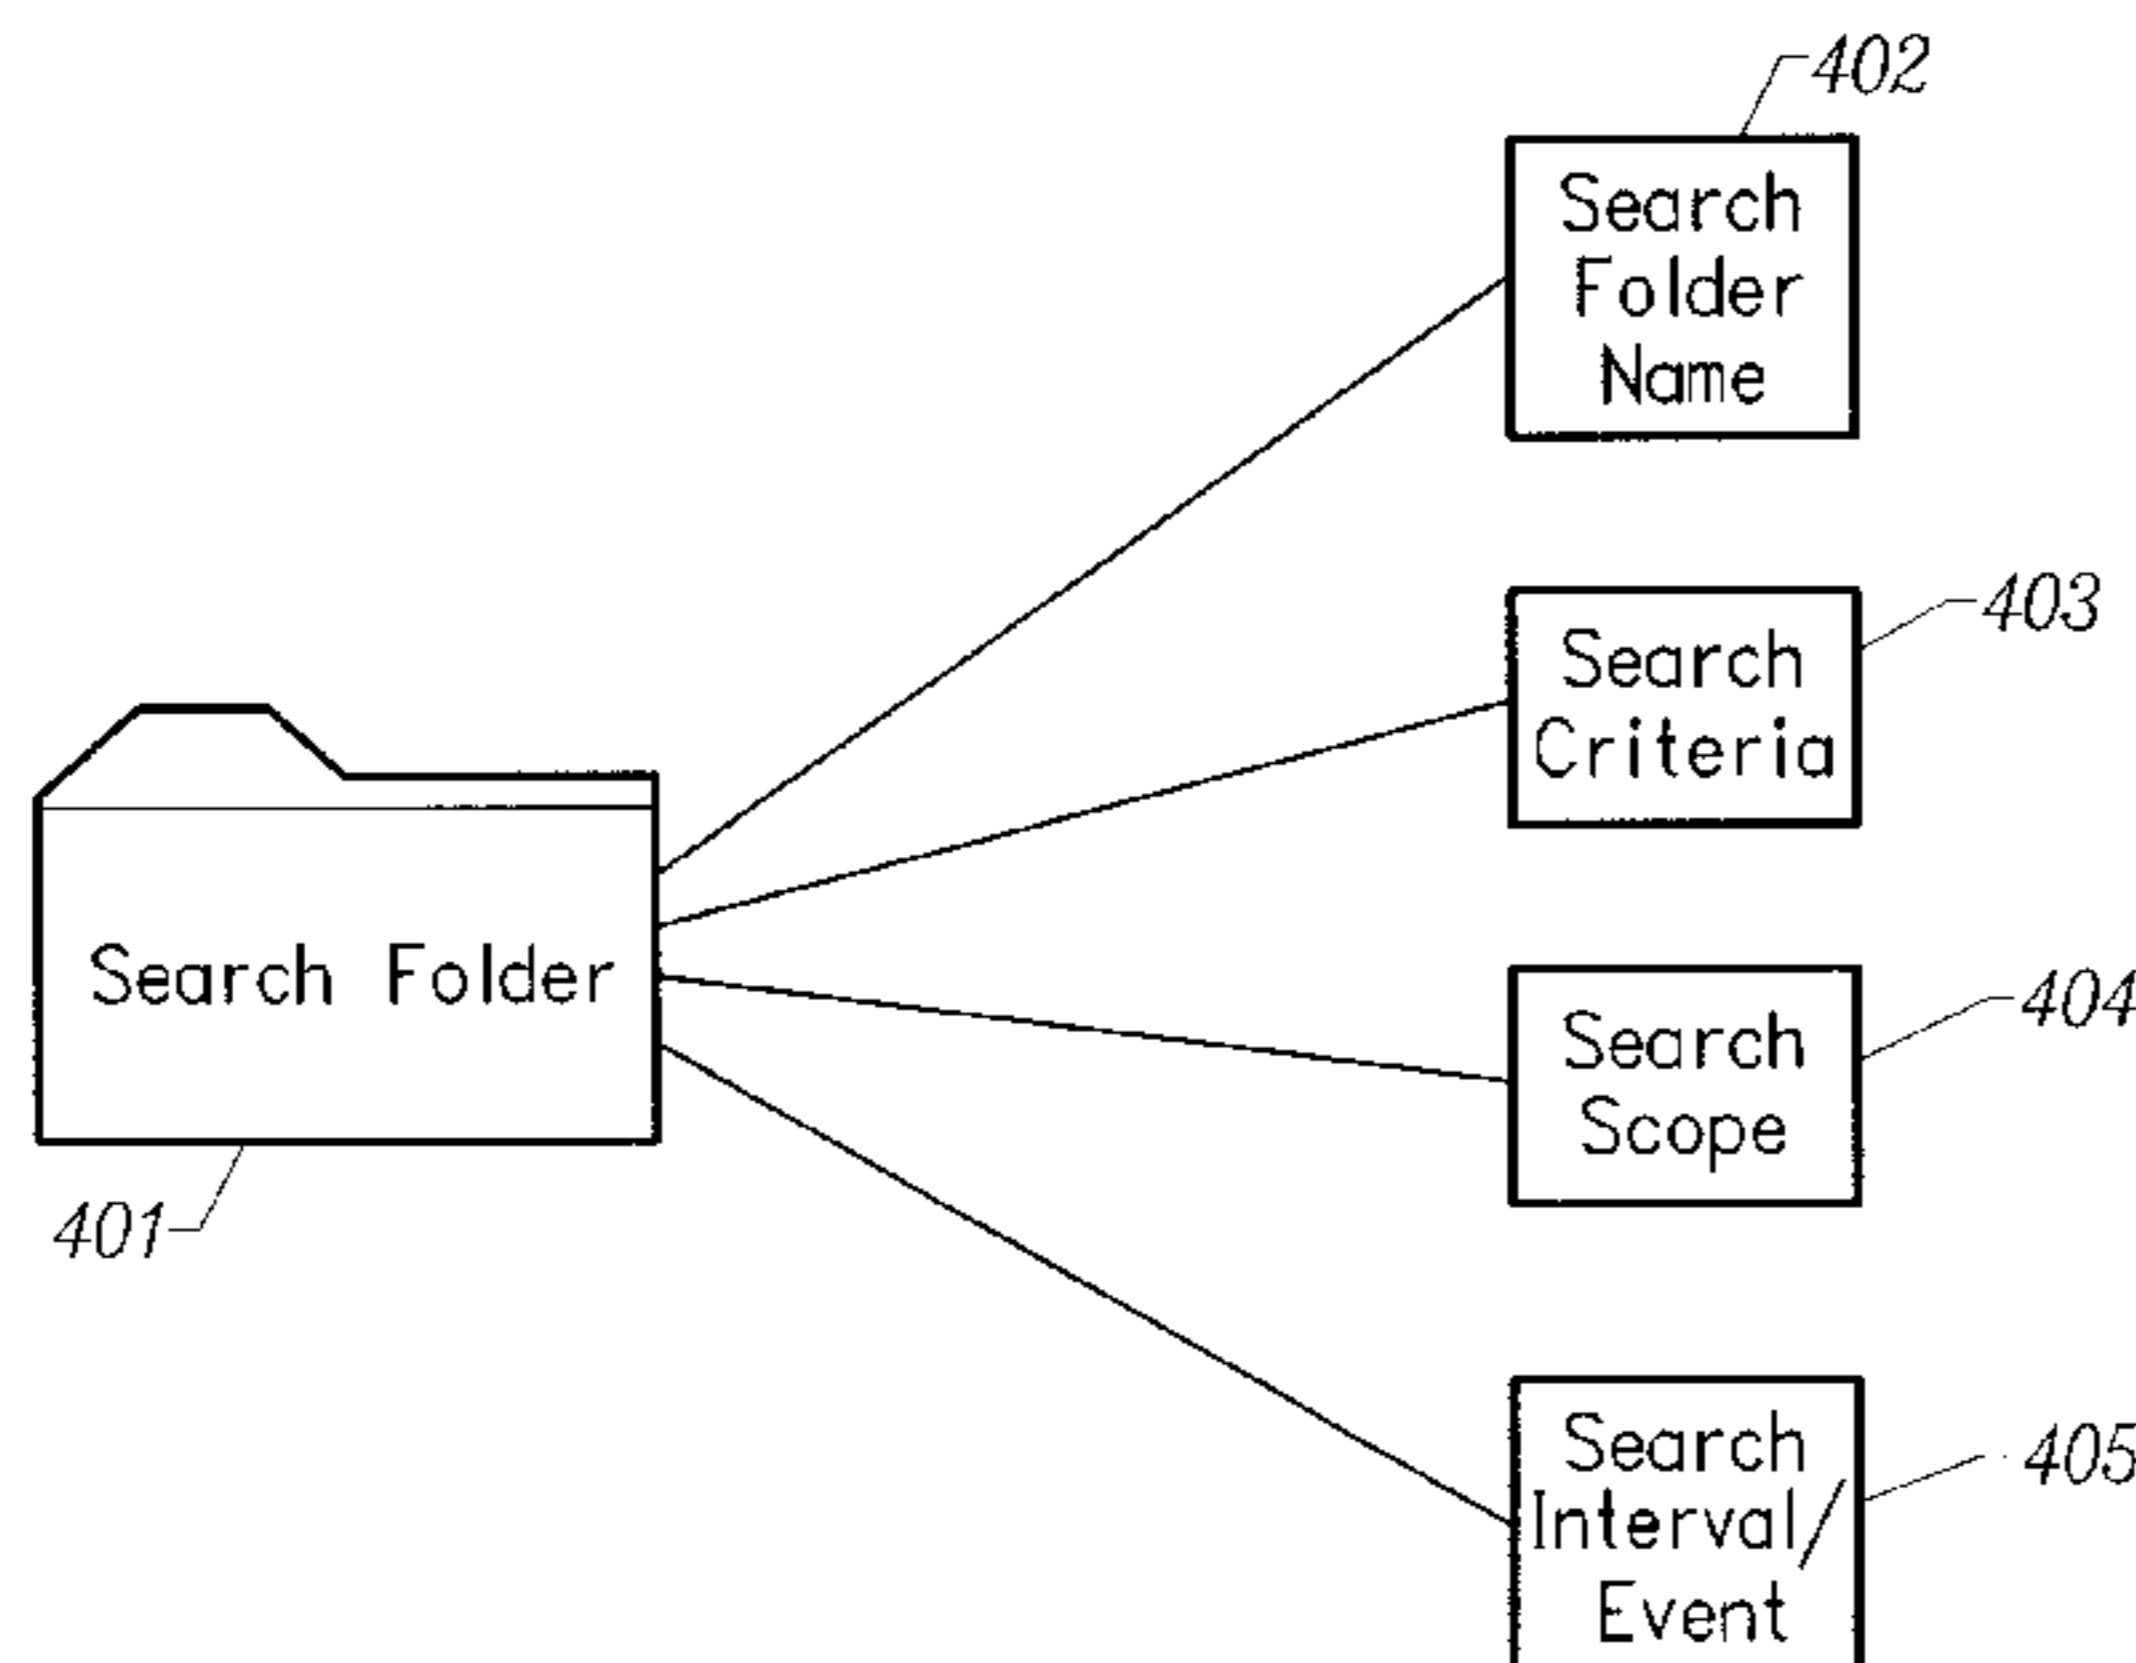 402
Search
Folder
Name
403
Search
Criteria
Search Folder
404
Search
Scope
401
405
Search
Interval/
Event